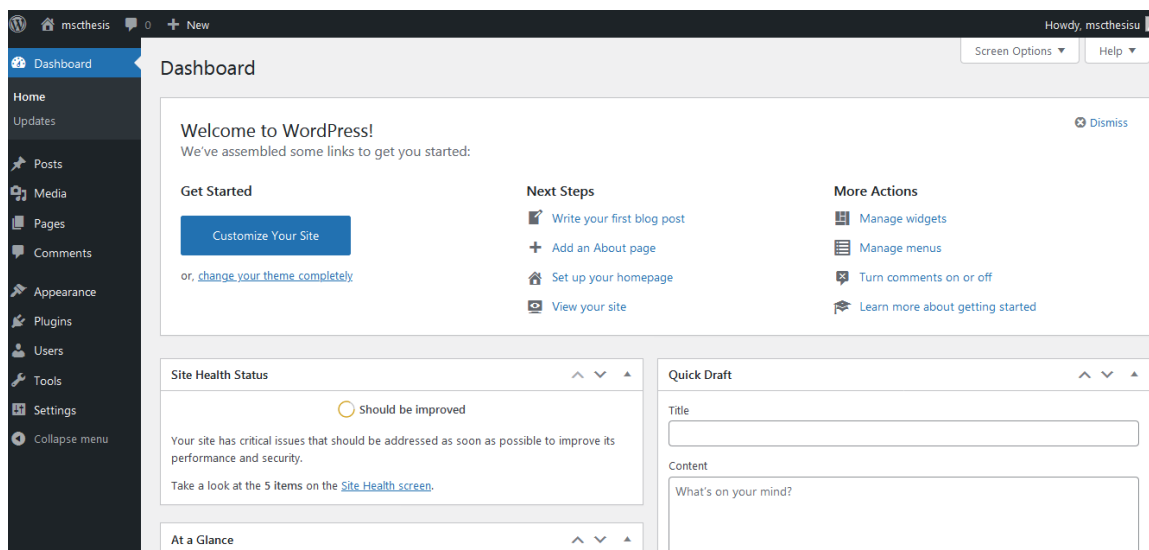 mscthesis 0 + New Howdy, mscthesisu
Dashboard
Home
Updates
Posts
Media
Pages
Comments
Appearance
Plugins
Users
Tools
Settings
Collapse menu
Screen Options ▼ Help ▼
Dashboard
Welcome to WordPress!
Dismiss
We've assembled some links to get you started:
Get Started
Customize Your Site
or, change your theme completely
Next Steps
Write your first blog post
Add an About page
Set up your homepage
View your site
More Actions
Manage widgets
Manage menus
Turn comments on or off
Learn more about getting started
Site Health Status
Should be improved
Your site has critical issues that should be addressed as soon as possible to improve its
performance and security.
Take a look at the 5 items on the Site Health screen.
At a Glance
Quick Draft
Title
Content
What's on your mind?